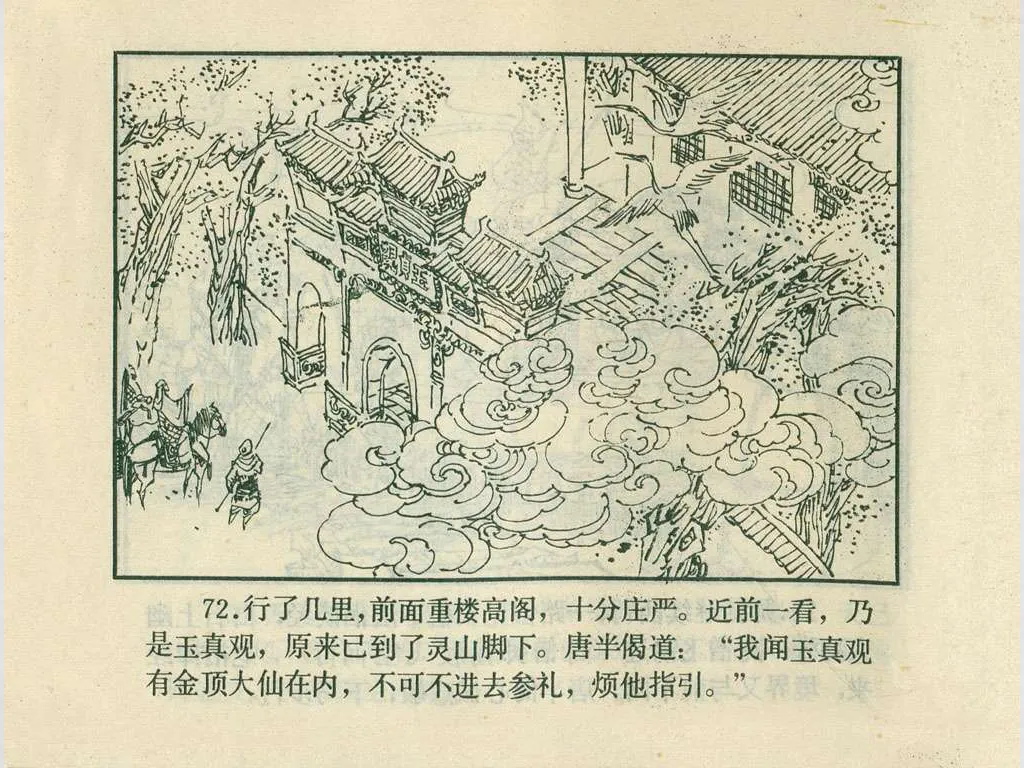 72.行了几里，前面重楼高阁，十分庄严。近前一看，乃
是玉真观，原来已到了灵山脚下。唐半偈道：“我闻玉真观
有金顶大仙在内，不可不进去参礼，烦他指引。”